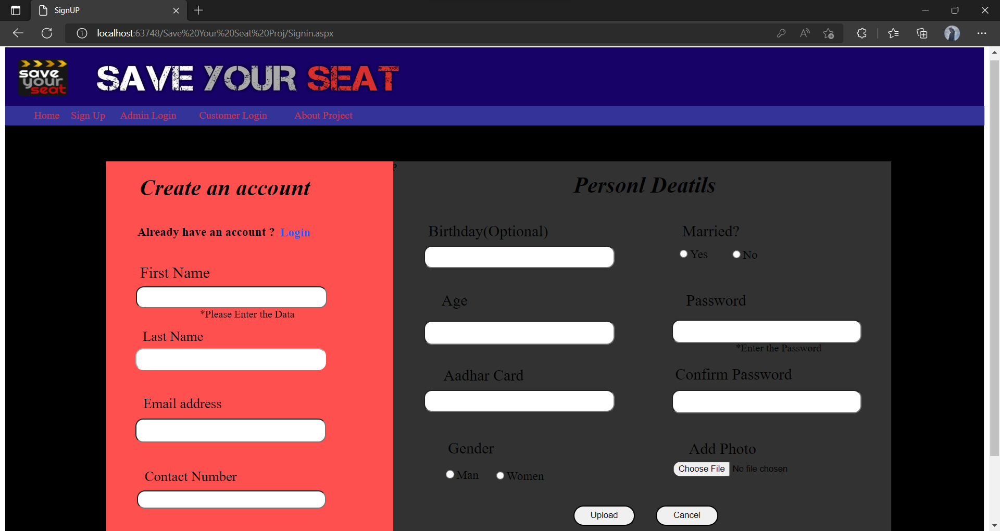 SignUP
localhost:63748/Save%20Your%20Seat%20Proj/Signin.aspx
save
your
seat
SAVE YOUR SEAT
Home Sign Up Admin Login Customer Login About Project
?
Create an account
Already have an account ? Login
First Name
*Please Enter the Data
Last Name
Email address
Contact Number
Personl Deatils
Birthday(Optional)
Married?
Yes No
Age
Password
*Enter the Password
Aadhar Card
Confirm Password
Gender
Man Women
Add Photo
Choose File No file chosen
Upload Cancel